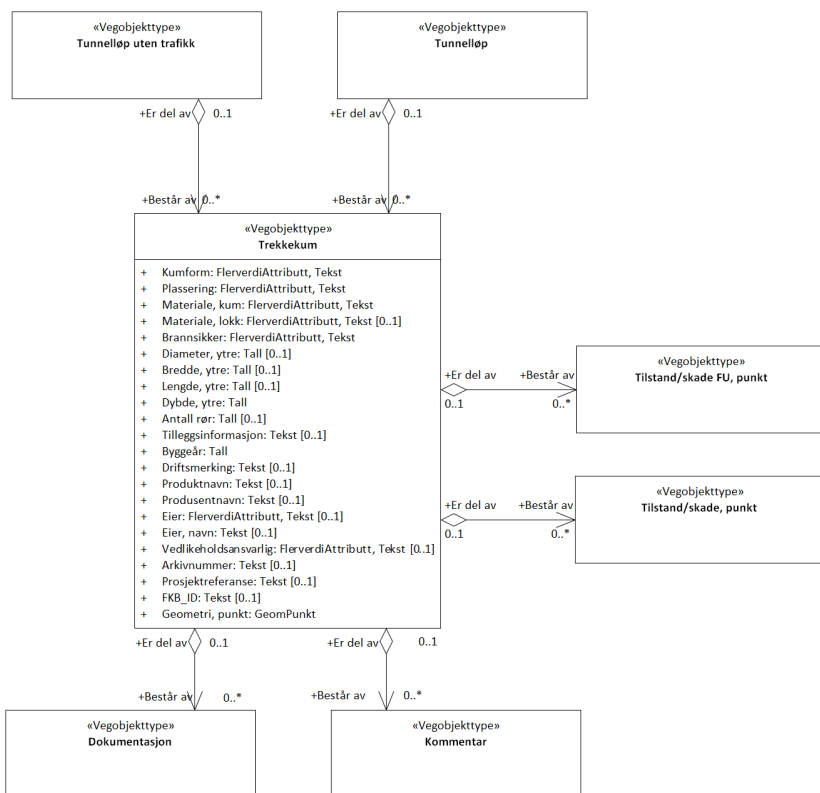 «Vegobjekttype»
Tunnelløp uten trafikk
«Vegobjekttype»
Tunnelløp
+Er del av 0..1
+Er del av 0..1
+Består av 0..*
+Består av 0..*
«Vegobjekttype»
Trekkekum
+ Kumform: FlerverdiAttributt, Tekst
+ Plassering: FlerverdiAttributt, Tekst
+ Materiale, kum: FlerverdiAttributt, Tekst
+ Materiale, lokk: FlerverdiAttributt, Tekst [0..1]
+ Brannsikker: FlerverdiAttributt, Tekst
+ Diameter, ytre: Tall [0..1]
+ Bredde, ytre: Tall [0..1]
+ Lengde, ytre: Tall [0..1]
+ Dybde, ytre: Tall
+ Antall rør: Tall [0..1]
+ Tilleggsinformasjon: Tekst [0..1]
+ Byggeår: Tall
+ Driftsmerking: Tekst [0..1]
+ Produktnavn: Tekst [0..1]
+ Produsentnavn: Tekst [0..1]
+ Eier: FlerverdiAttributt, Tekst [0..1]
+ Eier, navn: Tekst [0..1]
+ Vedlikeholdsansvarlig: FlerverdiAttributt, Tekst [0..1]
+ Arkivnummer: Tekst [0..1]
+ Prosjektreferanse: Tekst [0..1]
+ FKB_ID: Tekst [0..1]
+ Geometri, punkt: GeomPunkt
+Er del av +Består av
0..1 0..*
«Vegobjekttype»
Tilstand/skade FU, punkt
+Er del av +Består av
0..1 0..*
«Vegobjekttype»
Tilstand/skade, punkt
+Er del av 0..1
+Er del av 0..1
+Består av 0..*
+Består av 0..*
«Vegobjekttype»
Dokumentasjon
«Vegobjekttype»
Kommentar